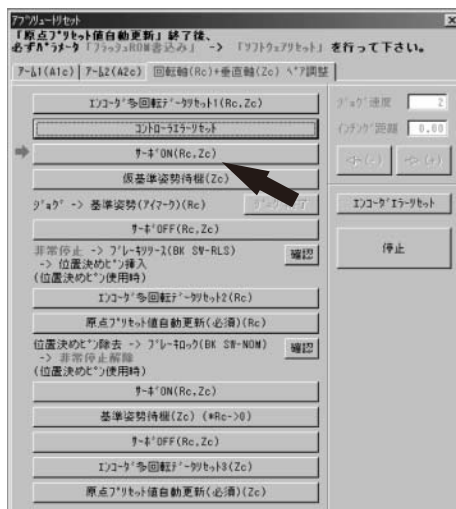 アブソリュートリセット
「原点プリセット値自動更新」終了後、
必ずパラメータ「フラッシュROM書込み」 -> 「ソフトウェアリセット」 を行って下さい。
アーム1(A1c) アーム2(A2c) 回転軸(Rc)+垂直軸(Zc) ペア調整
エンコーダ多回転データリセット1(Rc,Zc)
コントローラエラーリセット
サーボON(Rc,Zc)
仮基準姿勢待機(Zc)
ジョグ -> 基準姿勢(アイマーク)(Rc) ジョグ終了
サーボOFF(Rc,Zc)
非常停止 -> ブレーキリリース(BK SW-RLS)
-> 位置決めピン挿入
(位置決めピン使用時)
確認
エンコーダ多回転データリセット2(Rc)
原点プリセット値自動更新(必須)(Rc)
位置決めピン除去 -> ブレーキロック(BK SW-NOM)
-> 非常停止解除
(位置決めピン使用時)
確認
サーボON(Rc,Zc)
基準姿勢待機(Zc) (*Rc->0)
サーボOFF(Rc,Zc)
エンコーダ多回転データリセット3(Zc)
原点プリセット値自動更新(必須)(Zc)
ジョグ速度 2
インチング距離 0.00
<-(-) ->(+)
エンコーダエラーリセット
停止